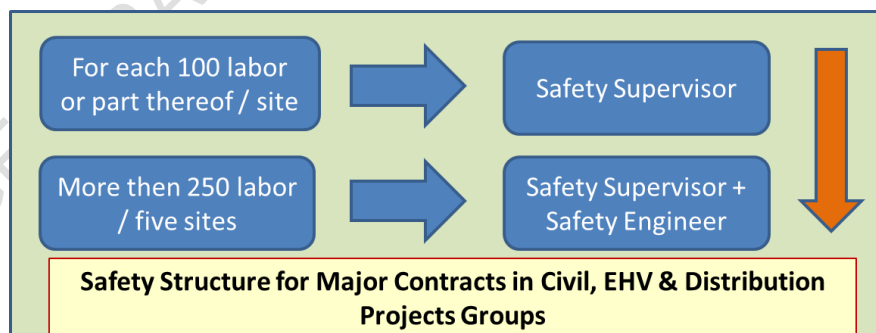 For each 100 labor
or part thereof / site
Safety Supervisor
More then 250 labor
/ five sites
Safety Supervisor +
Safety Engineer
Safety Structure for Major Contracts in Civil, EHV & Distribution
Projects Groups